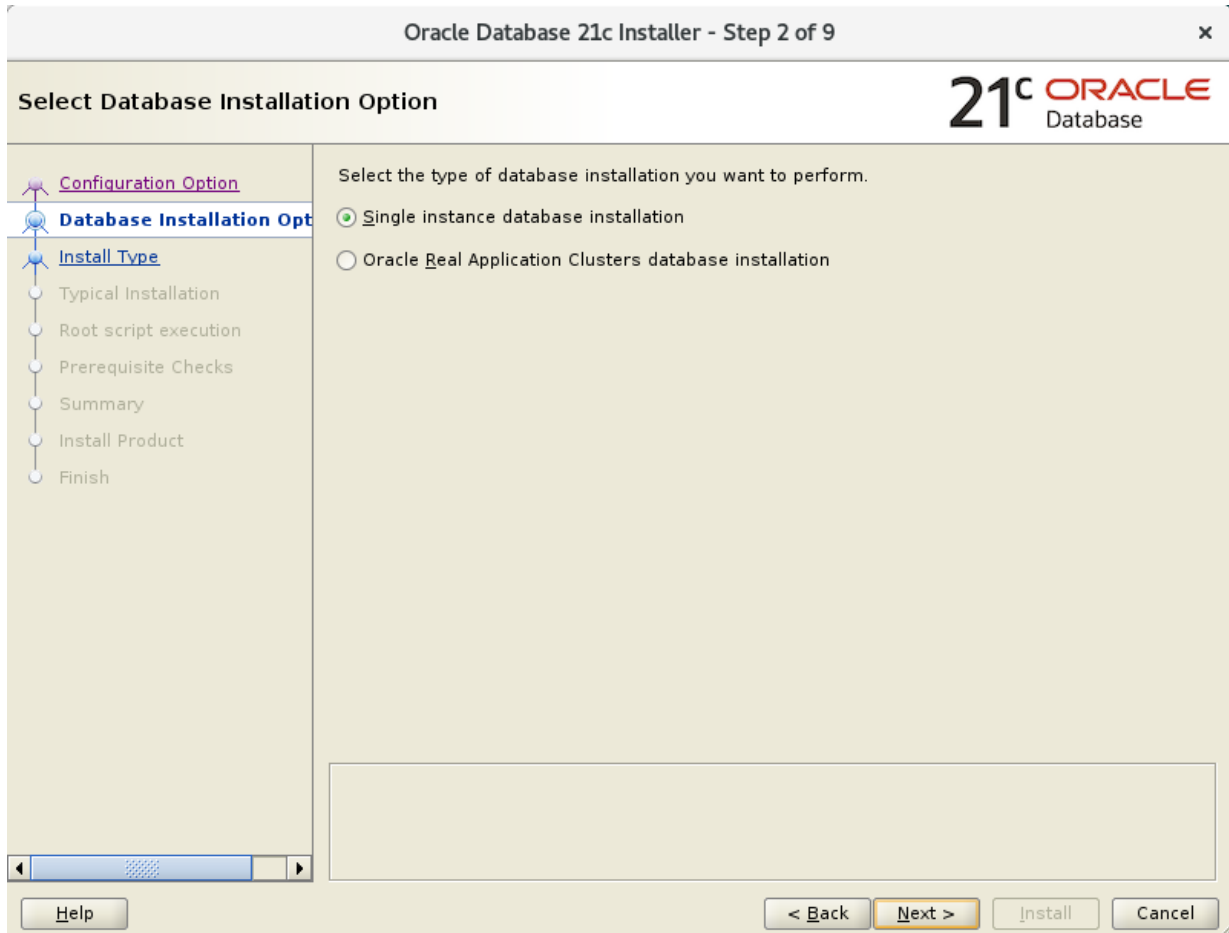 Oracle Database 21c Installer - Step 2 of 9
Select Database Installation Option
21c ORACLE
Database
Configuration Option
Database Installation Opt
Install Type
Typical Installation
Root script execution
Prerequisite Checks
Summary
Install Product
Finish
Select the type of database installation you want to perform.
Single instance database installation
Oracle Real Application Clusters database installation
Help
< Back
Next >
Install
Cancel